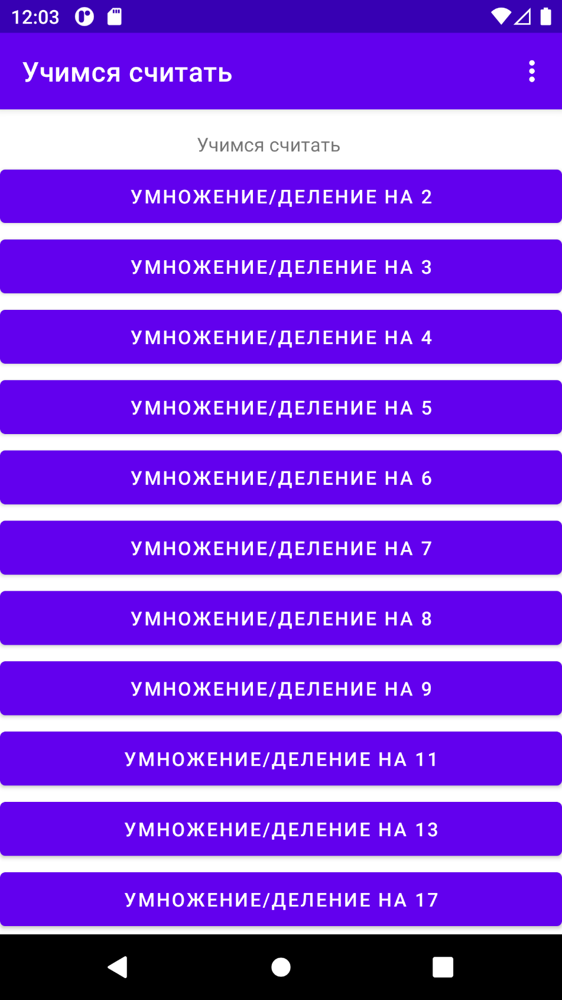 12:03
Учимся считать
Учимся считать
УМНОЖЕНИЕ/ДЕЛЕНИЕ НА 2
УМНОЖЕНИЕ/ДЕЛЕНИЕ НА 3
УМНОЖЕНИЕ/ДЕЛЕНИЕ НА 4
УМНОЖЕНИЕ/ДЕЛЕНИЕ НА 5
УМНОЖЕНИЕ/ДЕЛЕНИЕ НА 6
УМНОЖЕНИЕ/ДЕЛЕНИЕ НА 7
УМНОЖЕНИЕ/ДЕЛЕНИЕ НА 8
УМНОЖЕНИЕ/ДЕЛЕНИЕ НА 9
УМНОЖЕНИЕ/ДЕЛЕНИЕ НА 11
УМНОЖЕНИЕ/ДЕЛЕНИЕ НА 13
УМНОЖЕНИЕ/ДЕЛЕНИЕ НА 17